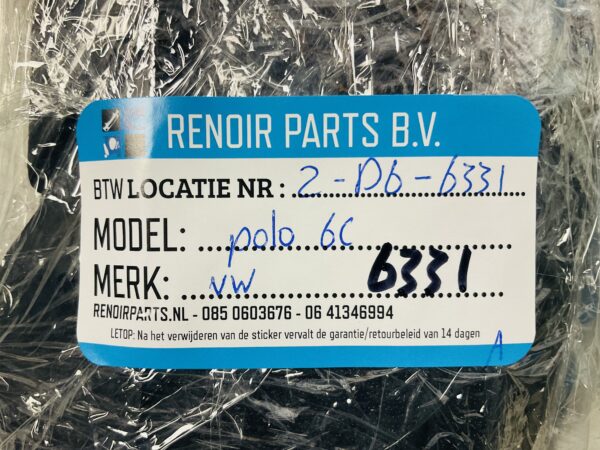 RENOIR PARTS B.V.
BTW LOCATIE NR : 2-D6-6331
MODEL: polo 6C
MERK: VW 6331
RENOIRPARTS.NL - 085 0603676 - 06 41346994
LETOP: Na het verwijderen van de sticker vervalt de garantie/retourbeleid van 14 dagen
A